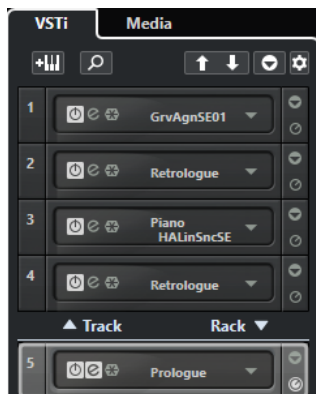 VSTi Media
1 GrvAgnSE01
2 Retrologue
3 Piano
HALinSncSE
4 Retrologue
Track Rack
5 Prologue